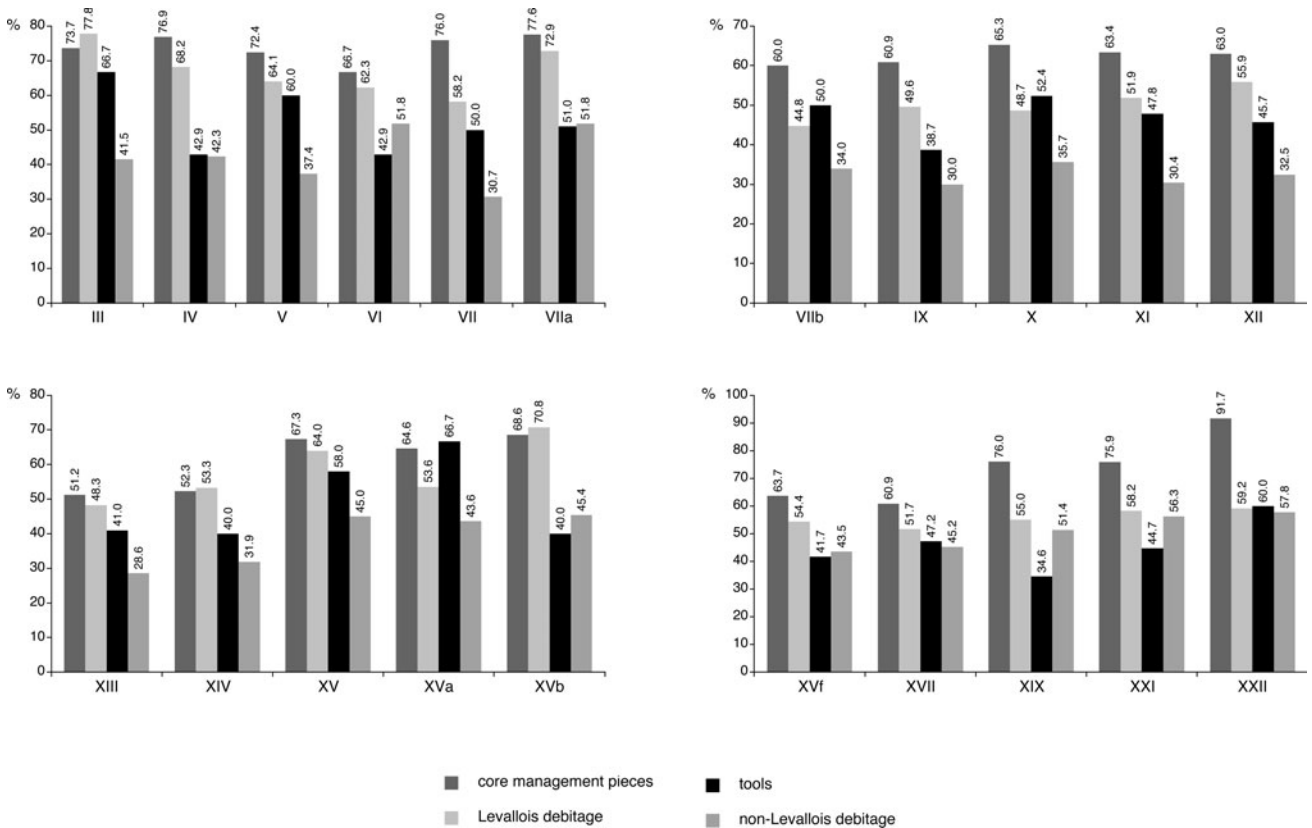 % 80 73.7 77.8 66.7 41.5 76.9 68.2 42.9 42.3 72.4 64.1 60.0 37.4 66.7 62.3 42.9 51.8 76.0 58.2 50.0 30.7 77.6 72.9 51.0 51.8
70
60
50
40
30
20
10
0
III IV V VI VII VIIa
% 70 60.0 44.8 50.0 34.0 60.9 49.6 38.7 30.0 65.3 48.7 52.4 35.7 63.4 51.9 47.8 30.4 63.0 55.9 45.7 32.5
60
50
40
30
20
10
0
VIIb IX X XI XII
% 80
70
60
50
40
30
20
10
0
51.2 48.3 41.0 28.6 52.3 53.3 40.0 31.9 67.3 64.0 58.0 45.0 64.6 53.6 66.7 43.6 68.6 70.8 40.0 45.4
XIII XIV XV XVa XVb
% 100
90
80
70
60
50
40
30
20
10
0
63.7 54.4 41.7 43.5 60.9 51.7 47.2 45.2 76.0 55.0 34.6 51.4 75.9 58.2 44.7 56.3 91.7 59.2 60.0 57.8
XVf XVII XIX XXI XXII
core management pieces
Levallois debitage
tools
non-Levallois debitage